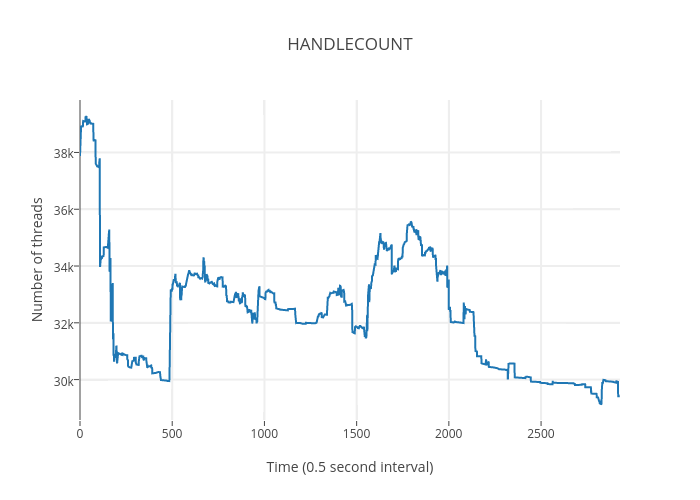 HANDLECOUNT
Number of threads
38k
36k
34k
32k
30k
0 500 1000 1500 2000 2500
Time (0.5 second interval)